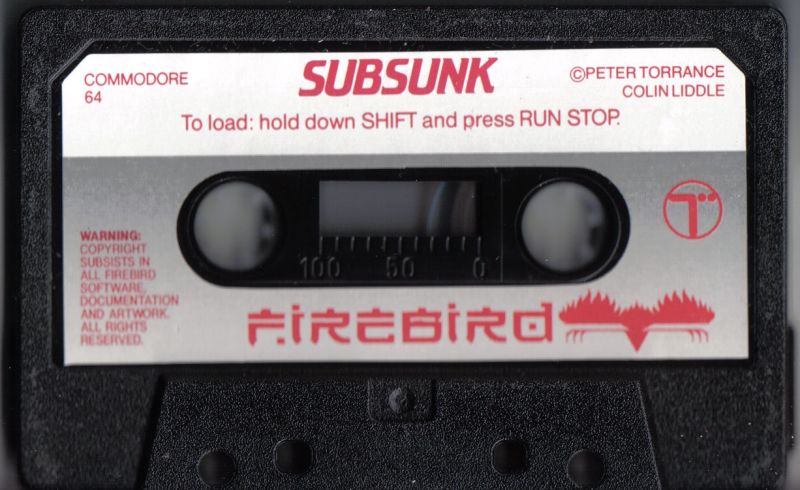 COMMODORE
64
SUBSUNK
©PETER TORRANCE
COLIN LIDDLE
To load: hold down SHIFT and press RUN STOP.
WARNING:
COPYRIGHT
SUBSISTS IN
ALL FIREBIRD
SOFTWARE,
DOCUMENTATION
AND ARTWORK.
ALL RIGHTS
RESERVED.
100 50 0
T
FIREBIRD